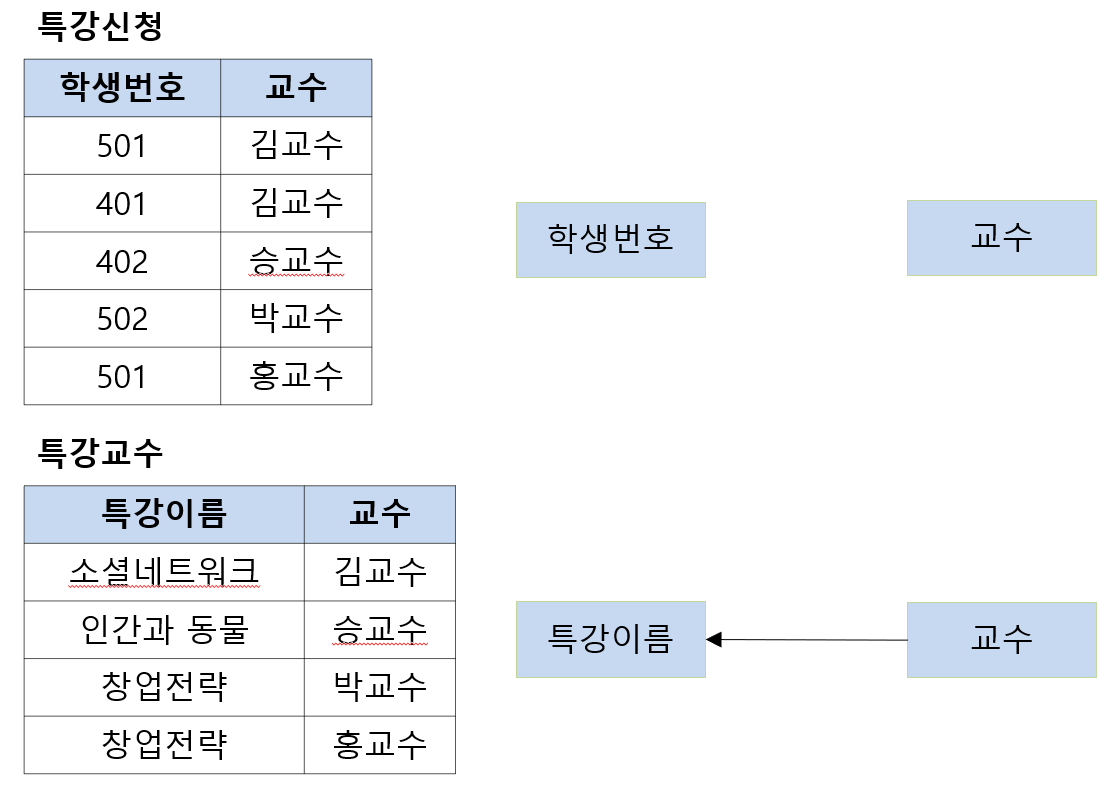 특강신청
학생번호 교수
501 김교수
401 김교수
402 승교수
502 박교수
501 홍교수
학생번호 교수
특강교수
특강이름 교수
소셜네트워크 김교수
인간과 동물 승교수
창업전략 박교수
창업전략 홍교수
특강이름 교수